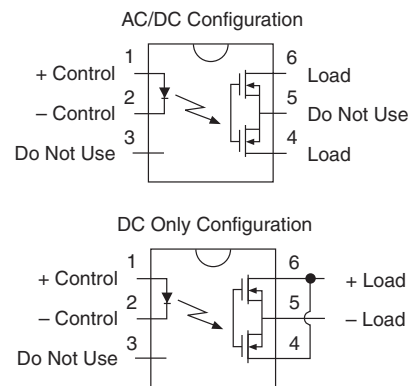 AC/DC Configuration
1
6
+ Control
Load
2
5
– Control
Do Not Use
3
4
Do Not Use
Load
DC Only Configuration
1
6
+ Control
+ Load
2
5
– Control
– Load
3
4
Do Not Use